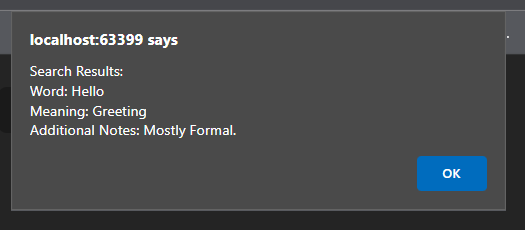 localhost:63399 says
Search Results:
Word: Hello
Meaning: Greeting
Additional Notes: Mostly Formal.
OK